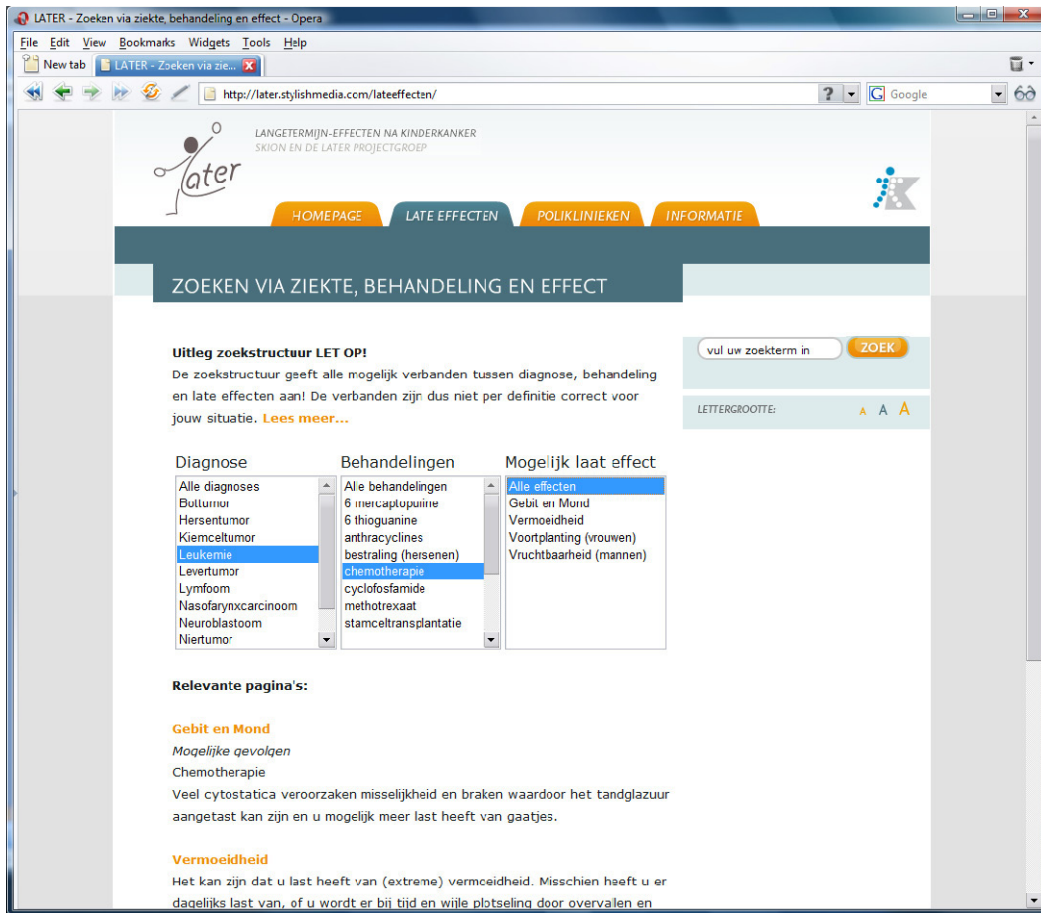 LATER - Zoeken via ziekte, behandeling en effect - Opera
File Edit View Bookmarks Widgets Tools Help
New tab LATER - Zoeken via zie...
http://later.stylishmedia.com/lateeffecten/ ? Google
later
LANGETERMIJN-EFFECTEN NA KINDERKANKER
SKION EN DE LATER PROJECTGROEP
HOMEPAGE LATE EFFECTEN POLIKLINIEKEN INFORMATIE
ZOEKEN VIA ZIEKTE, BEHANDELING EN EFFECT
Uitleg zoekstructuur LET OP!
De zoekstructuur geeft alle mogelijk verbanden tussen diagnose, behandeling
en late effecten aan! De verbanden zijn dus niet per definitie correct voor
jouw situatie. Lees meer...
vul uw zoekterm in ZOEK
LETTERGROOTTE: A A A
Diagnose
Alle diagnoses
Bottumor
Hersentumor
Kiemceltumor
Leukemie
Levertumor
Lymfoom
Nasofarynxcarcinoom
Neuroblastoom
Niertumor
Behandelingen
Alle behandelingen
6 mercaptopurine
6 thioguanine
anthracyclines
bestraling (hersenen)
chemotherapie
cyclofosfamide
methotrexaat
stamceltransplantatie
Mogelijk laat effect
Alle effecten
Gebit en Mond
Vermoeidheid
Voortplanting (vrouwen)
Vruchtbaarheid (mannen)
Relevante pagina's:
Gebit en Mond
Mogelijke gevolgen
Chemotherapie
Veel cytostatica veroorzaken misselijkheid en braken waardoor het tandglazuur
aangetast kan zijn en u mogelijk meer last heeft van gaatjes.
Vermoeidheid
Het kan zijn dat u last heeft van (extreme) vermoeidheid. Misschien heeft u er
dagelijks last van, of u wordt er bij tijd en wijle plotseling door overvallen en